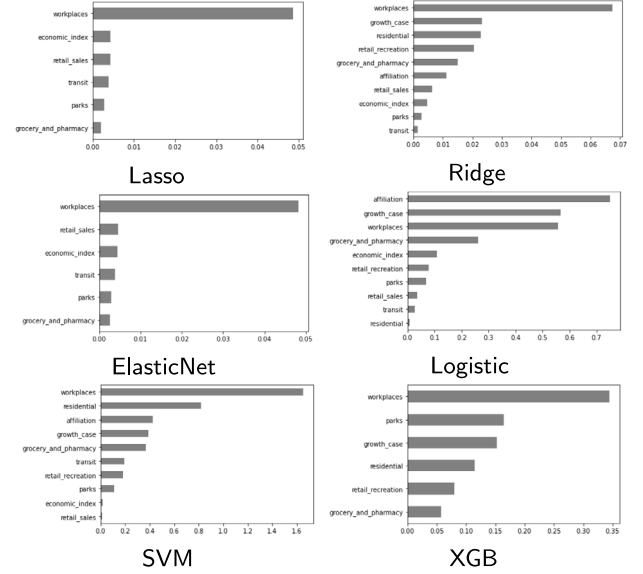 workplaces
economic_index
retail_sales
transit
parks
grocery_and_pharmacy
0.00 0.01 0.02 0.03 0.04 0.05
Lasso
workplaces
growth_case
residential
retail_recreation
grocery_and_pharmacy
affiliation
retail_sales
economic_index
parks
transit
0.00 0.01 0.02 0.03 0.04 0.05 0.06 0.07
Ridge
workplaces
retail_sales
economic_index
transit
parks
grocery_and_pharmacy
0.00 0.01 0.02 0.03 0.04 0.05
ElasticNet
affiliation
growth_case
workplaces
grocery_and_pharmacy
economic_index
retail_recreation
parks
retail_sales
transit
residential
0.0 0.1 0.2 0.3 0.4 0.5 0.6 0.7
Logistic
workplaces
residential
affiliation
growth_case
grocery_and_pharmacy
transit
retail_recreation
parks
economic_index
retail_sales
0.0 0.2 0.4 0.6 0.8 1.0 1.2 1.4 1.6
SVM
workplaces
parks
growth_case
residential
retail_recreation
grocery_and_pharmacy
0.00 0.05 0.10 0.15 0.20 0.25 0.30 0.35
XGB